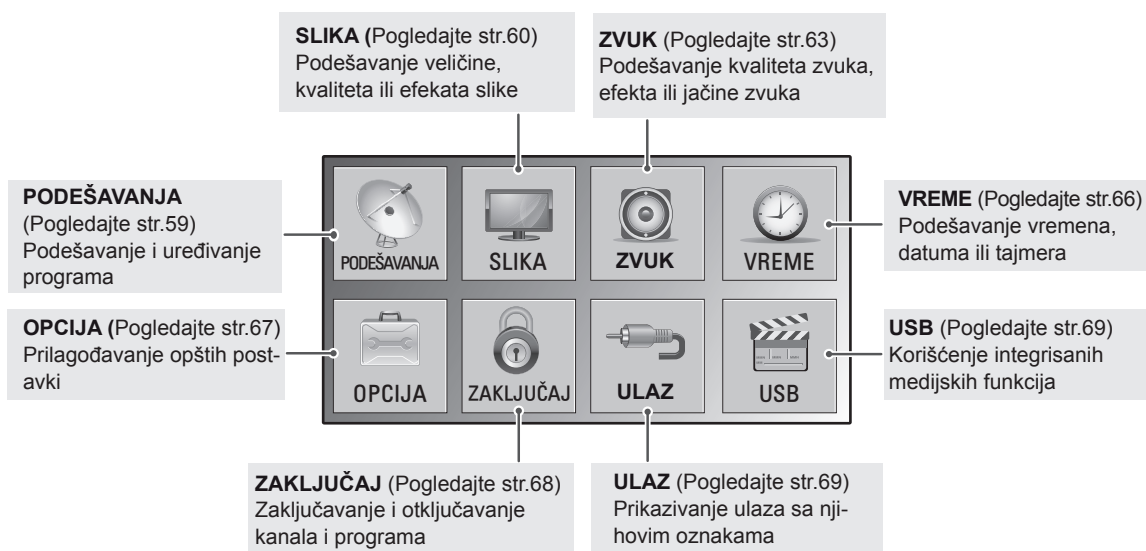 SLIKA (Pogledajte str.60)
Podešavanje veličine,
kvaliteta ili efekata slike
ZVUK (Pogledajte str.63)
Podešavanje kvaliteta zvuka,
efekta ili jačine zvuka
PODEŠAVANJA
(Pogledajte str.59)
Podešavanje i uređivanje
programa
OPCIJA (Pogledajte str.67)
Prilagođavanje opštih post-
avki
PODEŠAVANJA
SLIKA
ZVUK
VREME
OPCIJA
ZAKLJUČAJ
ULAZ
USB
VREME (Pogledajte str.66)
Podešavanje vremena,
datuma ili tajmera
USB (Pogledajte str.69)
Korišćenje integrisanih
medijskih funkcija
ZAKLJUČAJ (Pogledajte str.68)
Zaključavanje i otključavanje
kanala i programa
ULAZ (Pogledajte str.69)
Prikazivanje ulaza sa nji-
hovim oznakama